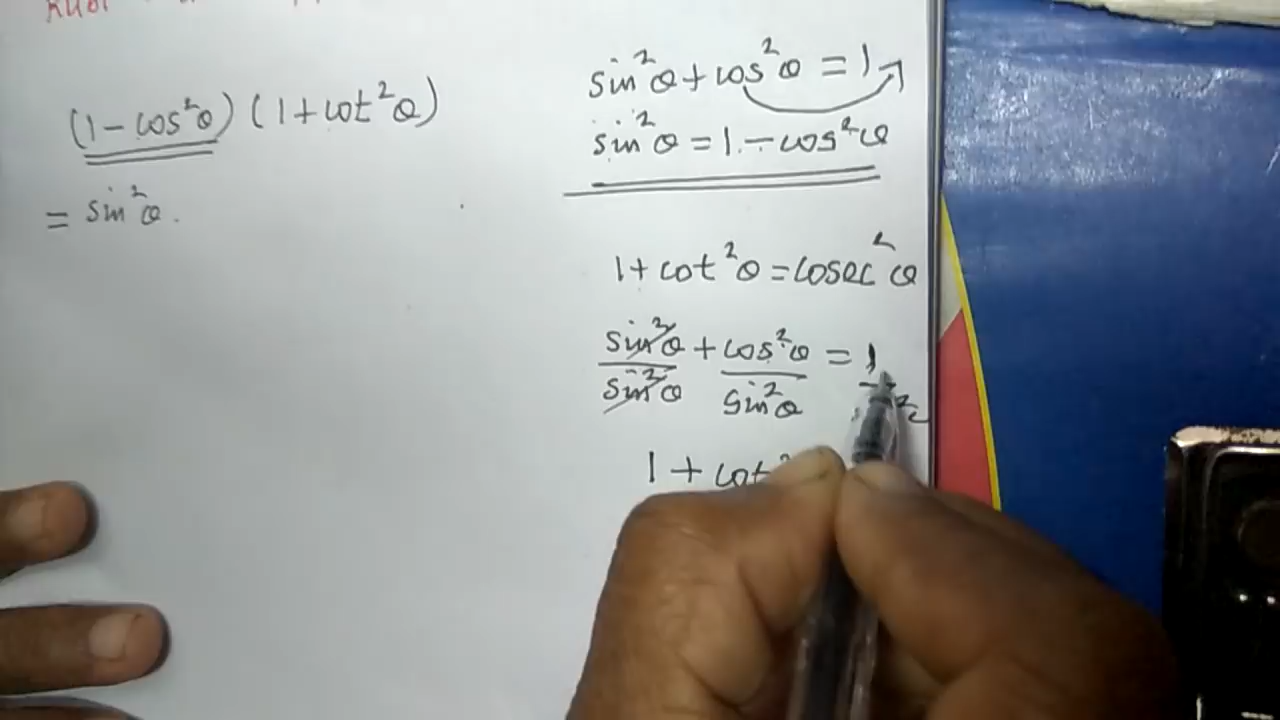 (1 - cos²θ) (1 + cot²θ)
= sin²θ.
sin²θ + cos²θ = 1
sin²θ = 1 - cos²θ
1 + cot²θ = cosec²θ
sin²θ/sin²θ + cos²θ/sin²θ = 1
1 + cot²